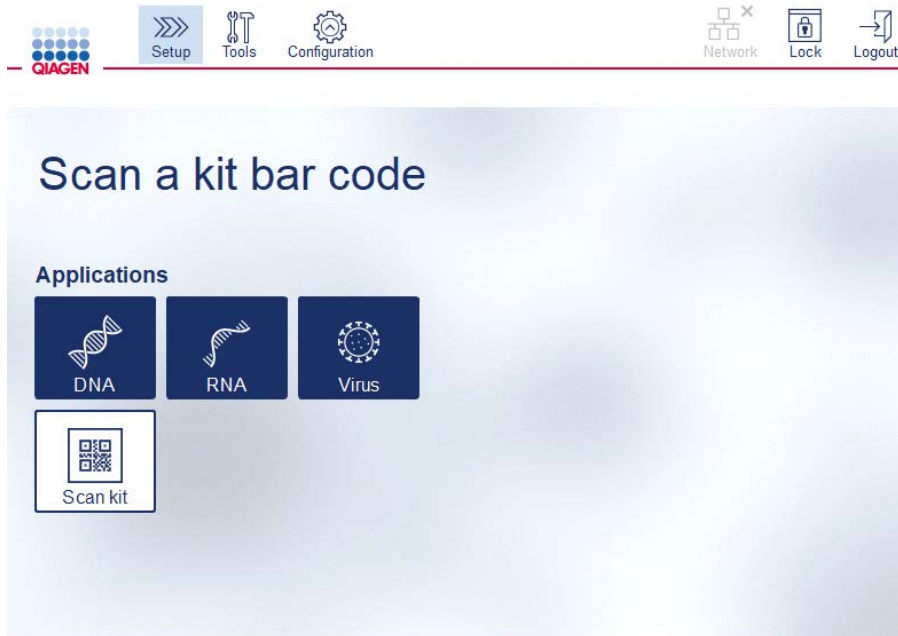 QIAGEN
Setup
Tools
Configuration
Network
Lock
Logout
Scan a kit bar code
Applications
DNA
RNA
Virus
Scan kit